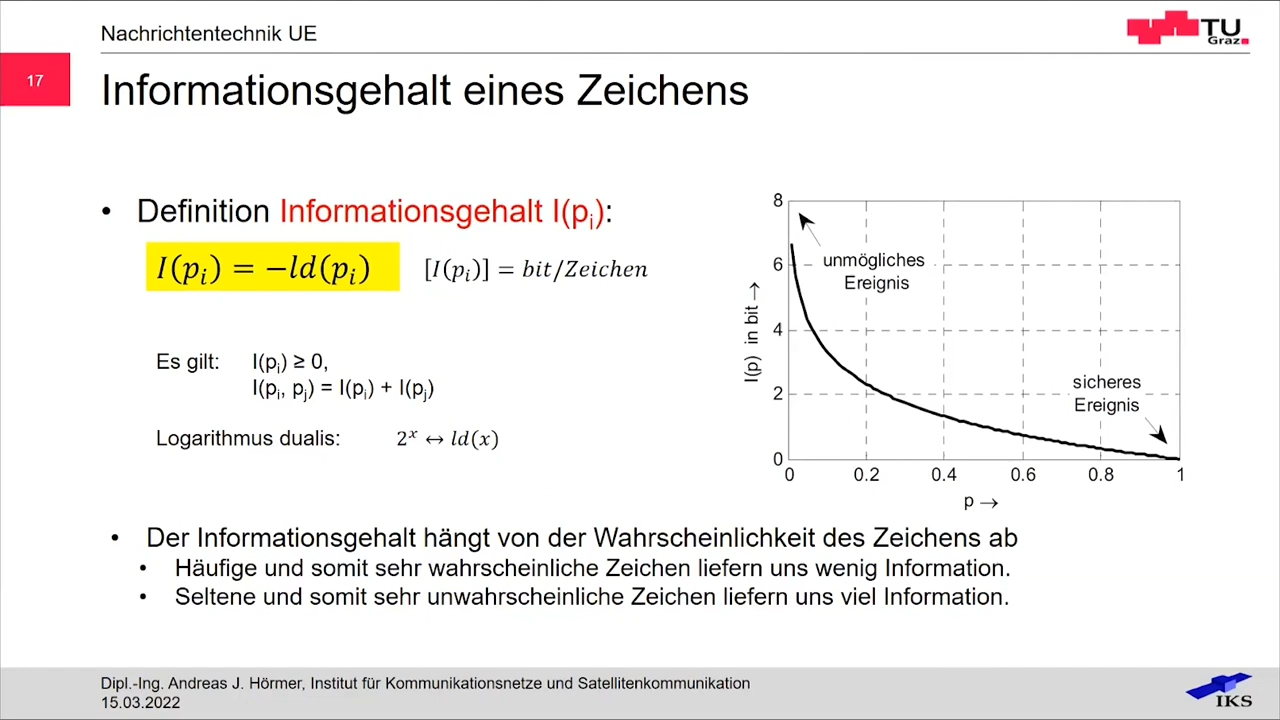 Nachrichtentechnik UE
TU
Graz
17
Informationsgehalt eines Zeichens
• Definition Informationsgehalt I(pᵢ):
I(pᵢ) = −ld(pᵢ) [I(pᵢ)] = bit/Zeichen
Es gilt: I(pᵢ) ≥ 0,
I(pᵢ, pⱼ) = I(pᵢ) + I(pⱼ)
Logarithmus dualis: 2ˣ ↔ ld(x)
8
6
4
2
0
I(p) in bit →
unmögliches
Ereignis
sicheres
Ereignis
0 0.2 0.4 0.6 0.8 1
p →
• Der Informationsgehalt hängt von der Wahrscheinlichkeit des Zeichens ab
• Häufige und somit sehr wahrscheinliche Zeichen liefern uns wenig Information.
• Seltene und somit sehr unwahrscheinliche Zeichen liefern uns viel Information.
Dipl.-Ing. Andreas J. Hörmer, Institut für Kommunikationsnetze und Satellitenkommunikation
15.03.2022
IKS